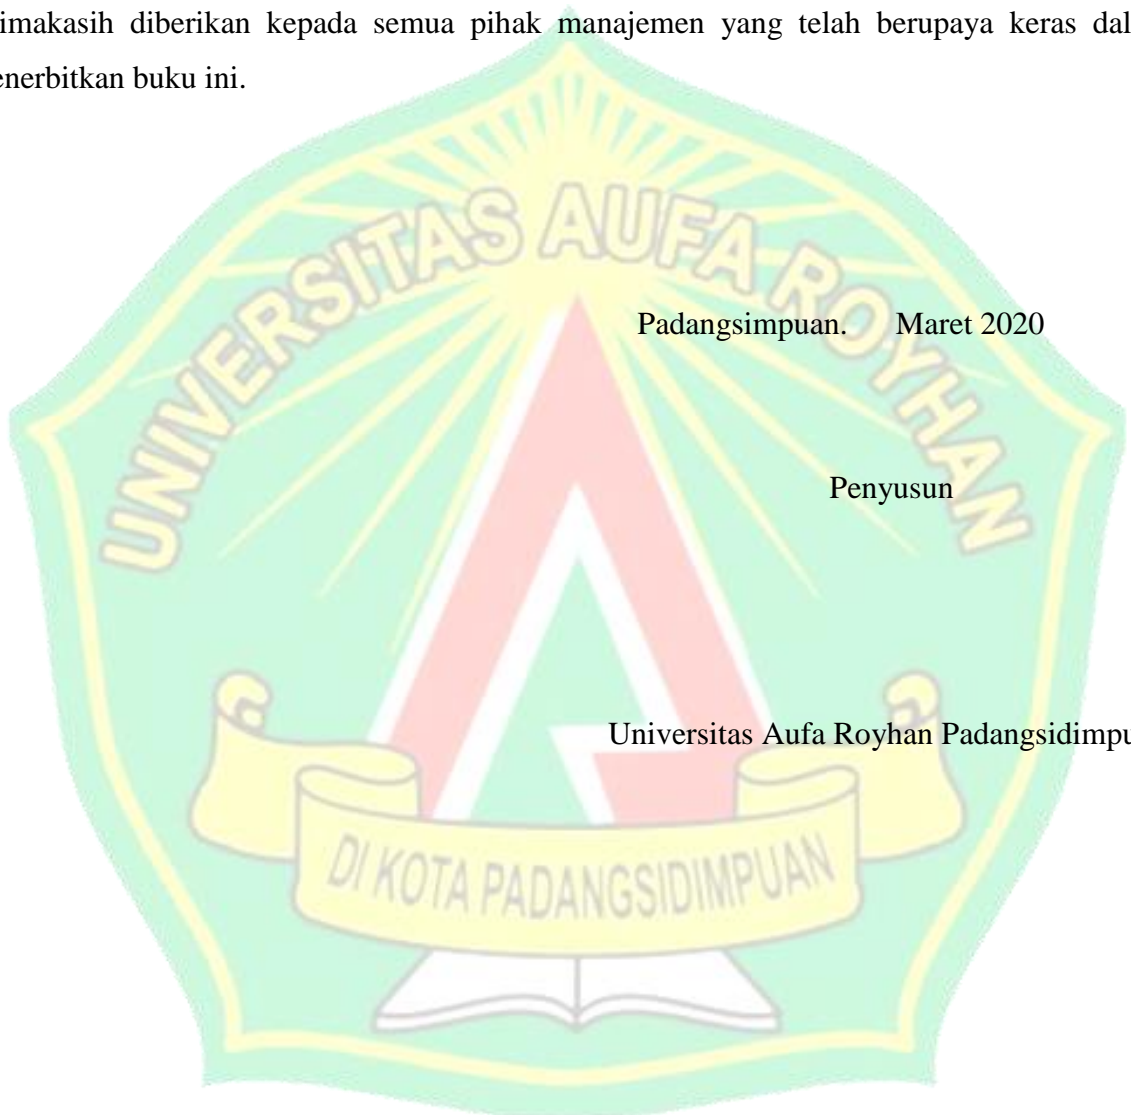 imakasih diberikan kepada semua pihak manajemen yang telah berupaya keras dal
enerbitkan buku ini.
UNIVERSITAS AUFA ROYHAN
Padangsimpuan. Maret 2020
Penyusun
Universitas Aufa Royhan Padangsidimpu
DI KOTA PADANGSIDIMPUAN